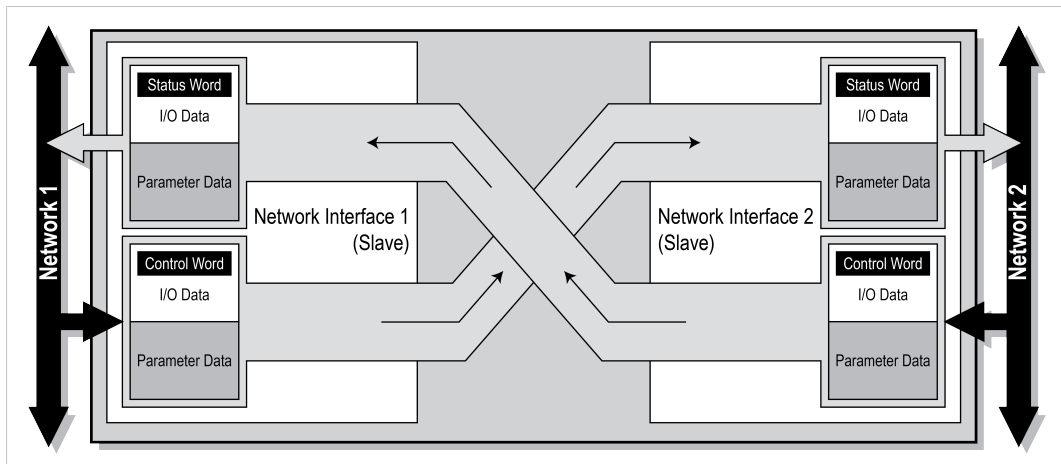 Network 1
Status Word
I/O Data
Parameter Data
Control Word
I/O Data
Parameter Data
Network Interface 1
(Slave)
Network Interface 2
(Slave)
Status Word
I/O Data
Parameter Data
Control Word
I/O Data
Parameter Data
Network 2